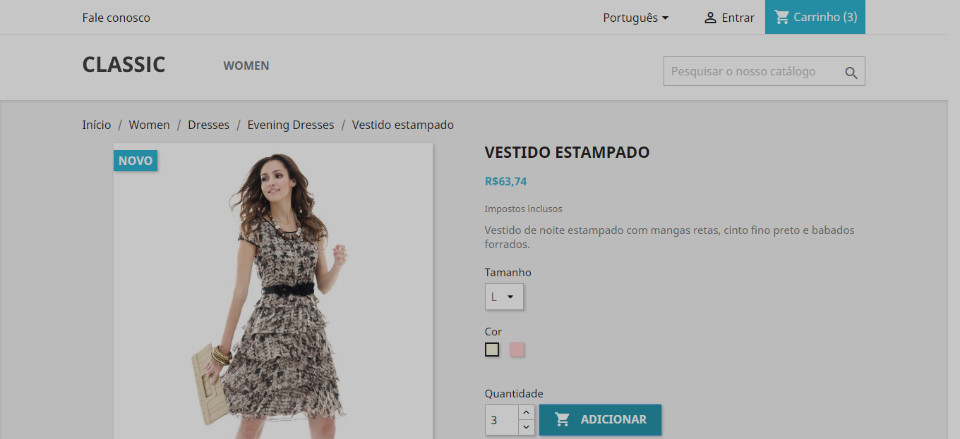 Fale conosco
Português
Entrar
Carrinho (3)
CLASSIC
WOMEN
Pesquisar o nosso catálogo
Início / Women / Dresses / Evening Dresses / Vestido estampado
NOVO
VESTIDO ESTAMPADO
R$63,74
Impostos inclusos
Vestido de noite estampado com mangas retas, cinto fino preto e babados
forrados.
Tamanho
L
Cor
Quantidade
3
ADICIONAR